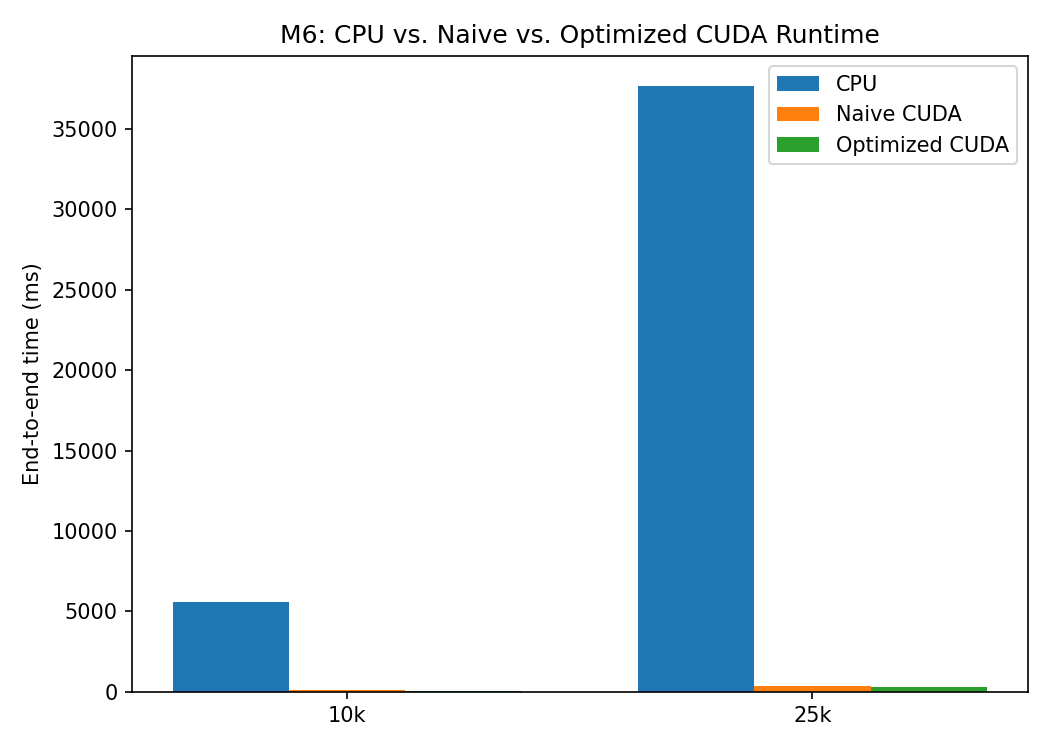 M6: CPU vs. Naive vs. Optimized CUDA Runtime
CPU
Naive CUDA
Optimized CUDA
End-to-end time (ms)
35000
30000
25000
20000
15000
10000
5000
0
10k
25k